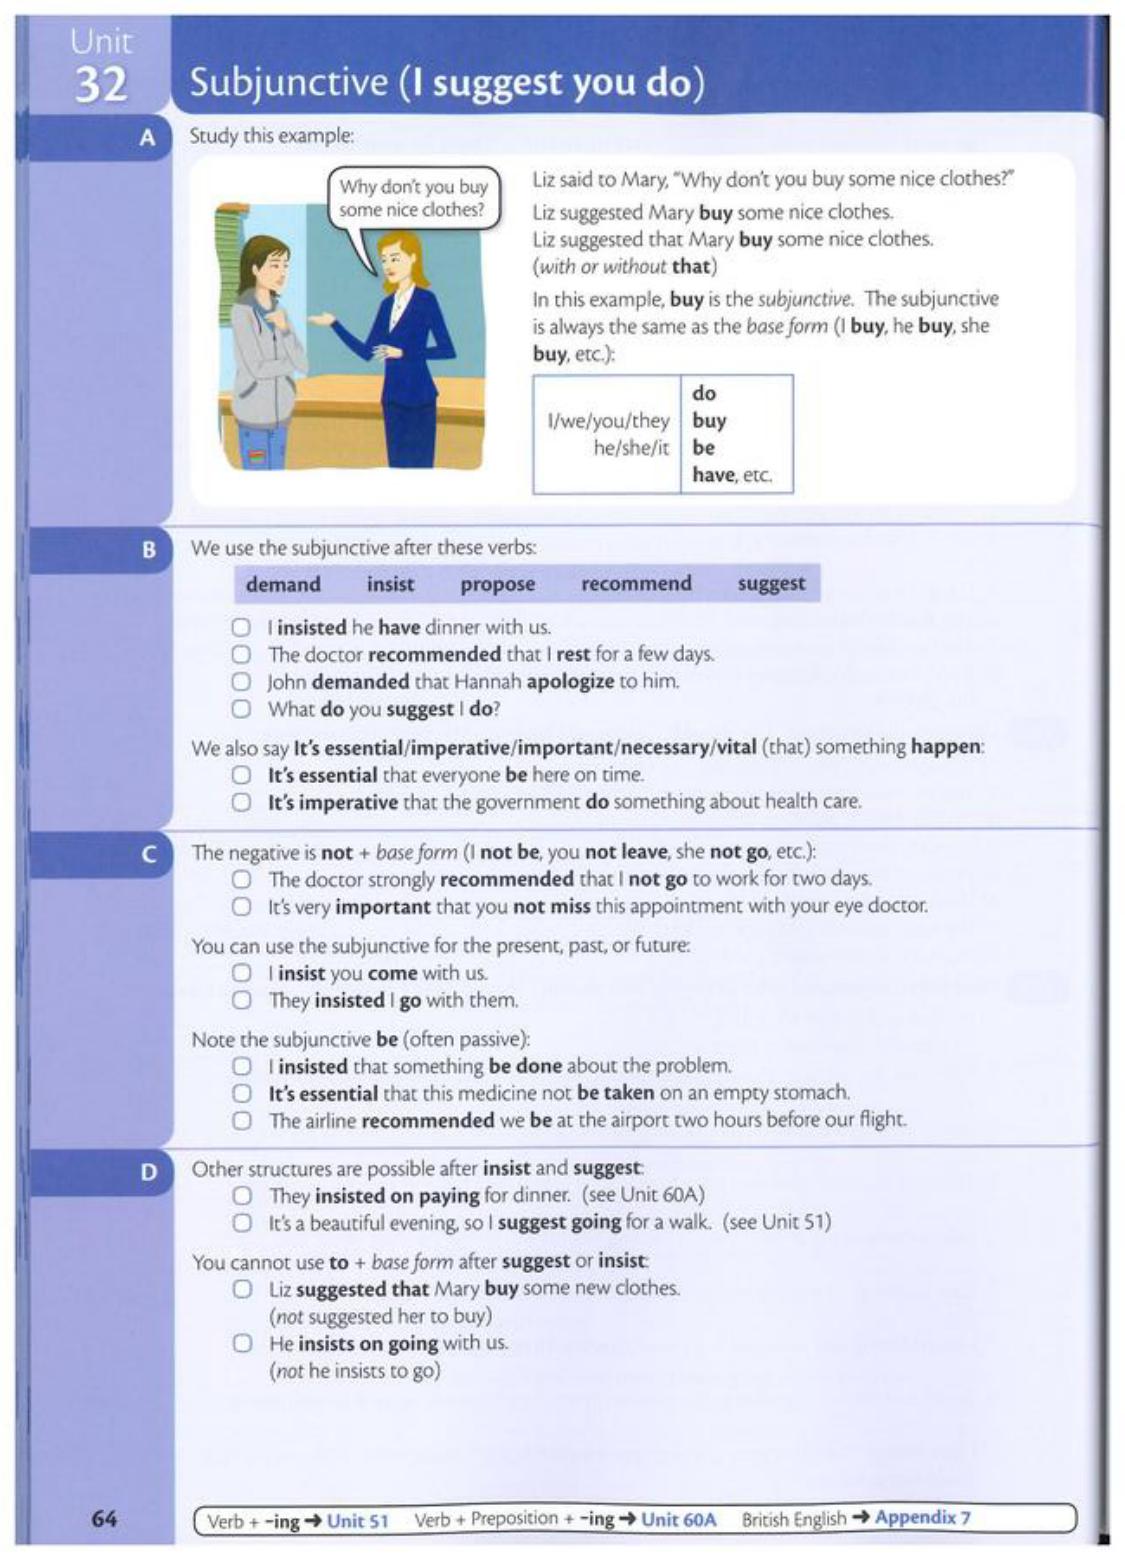 Unit
32
Subjunctive (I suggest you do)
A
Study this example:
Why don't you buy
some nice clothes?
Liz said to Mary, "Why don't you buy some nice clothes?"
Liz suggested Mary buy some nice clothes.
Liz suggested that Mary buy some nice clothes.
(with or without that)
In this example, buy is the subjunctive. The subjunctive
is always the same as the base form (I buy, he buy, she
buy, etc.):
do
I/we/you/they buy
he/she/it be
have, etc.
B
We use the subjunctive after these verbs:
demand insist propose recommend suggest
I insisted he have dinner with us.
The doctor recommended that I rest for a few days.
John demanded that Hannah apologize to him.
What do you suggest I do?
We also say It's essential/imperative/important/necessary/vital (that) something happen:
It's essential that everyone be here on time.
It's imperative that the government do something about health care.
C
The negative is not + base form (I not be, you not leave, she not go, etc.):
The doctor strongly recommended that I not go to work for two days.
It's very important that you not miss this appointment with your eye doctor.
You can use the subjunctive for the present, past, or future:
I insist you come with us.
They insisted I go with them.
Note the subjunctive be (often passive):
I insisted that something be done about the problem.
It's essential that this medicine not be taken on an empty stomach.
The airline recommended we be at the airport two hours before our flight.
D
Other structures are possible after insist and suggest:
They insisted on paying for dinner. (see Unit 60A)
It's a beautiful evening, so I suggest going for a walk. (see Unit 51)
You cannot use to + base form after suggest or insist:
Liz suggested that Mary buy some new clothes.
(not suggested her to buy)
He insists on going with us.
(not he insists to go)
64
Verb + -ing → Unit 51 Verb + Preposition + -ing → Unit 60A British English → Appendix 7